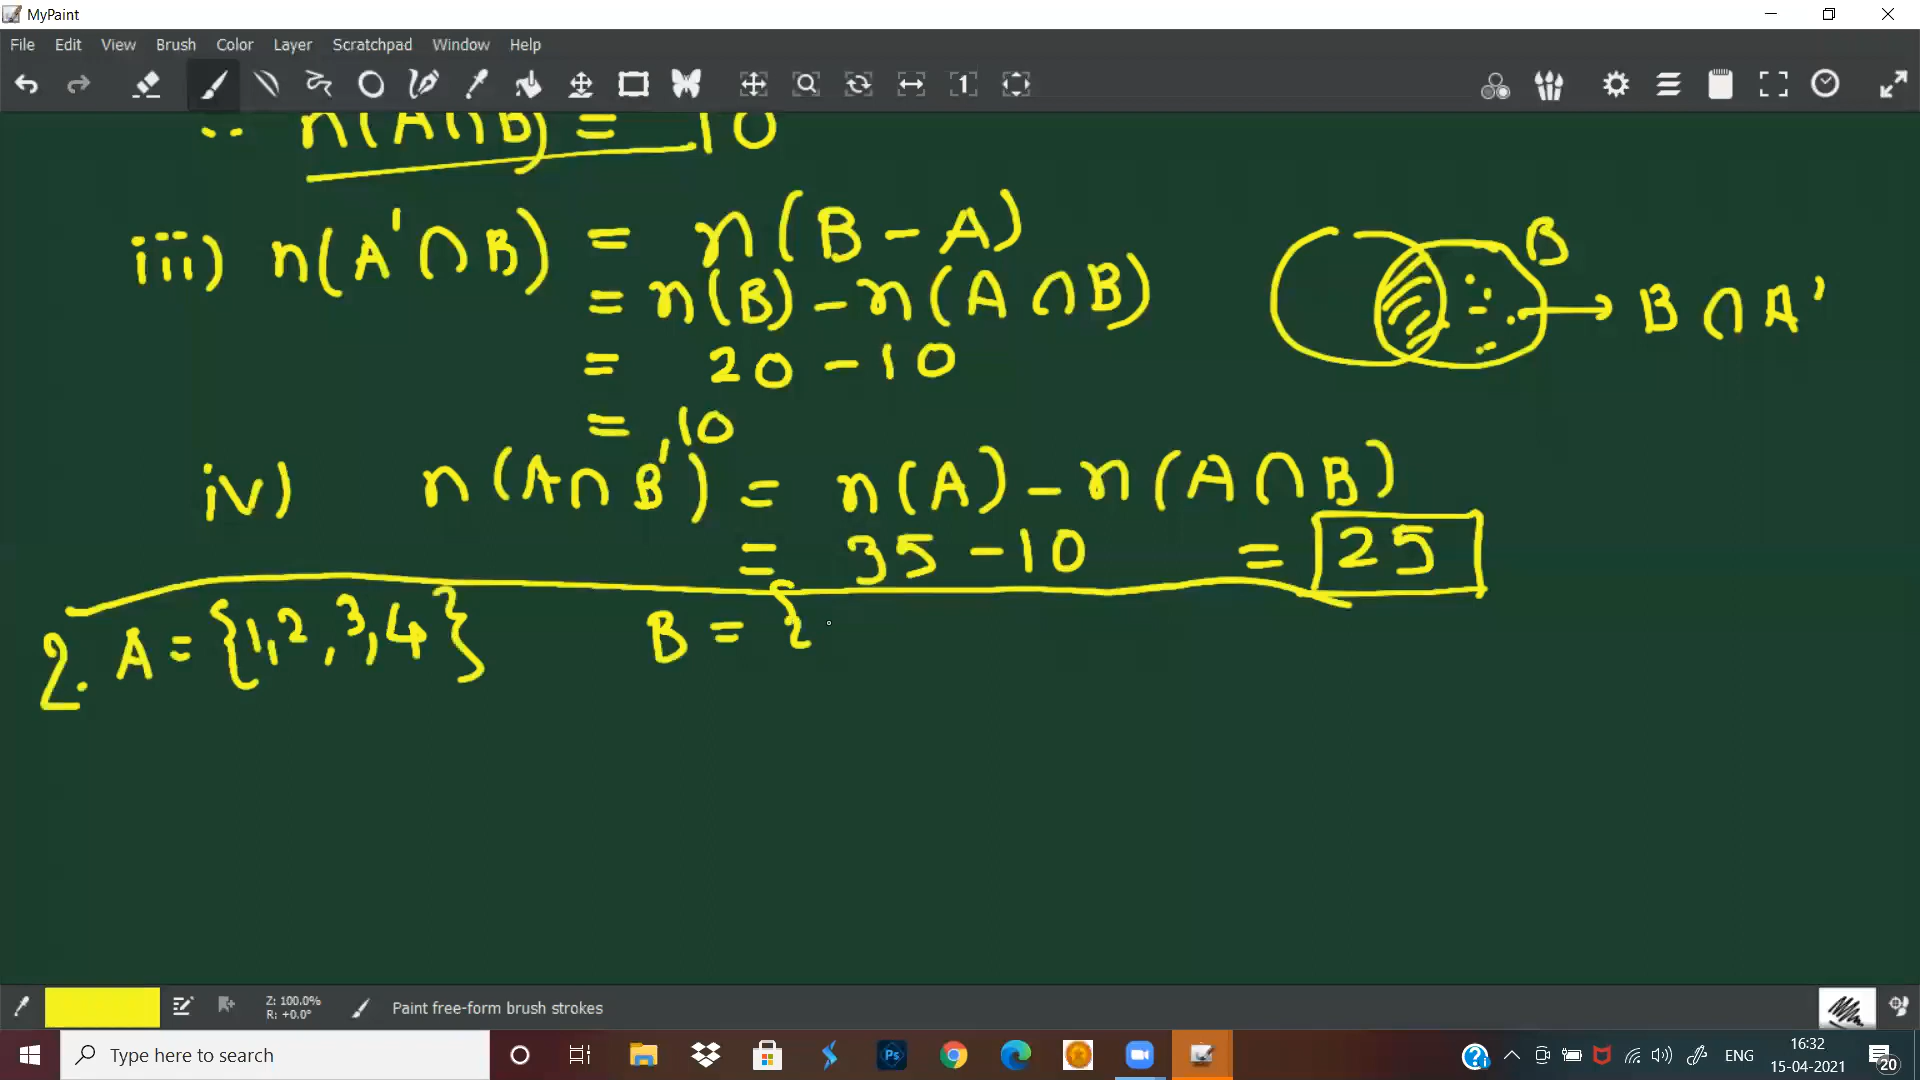 MyPaint
File Edit View Brush Color Layer Scratchpad Window Help
∴ n(A∩B) = 10
iii) n(A'∩B) = n(B - A)
= n(B) - n(A∩B)
= 20 - 10
= 10
B
B ∩ A'
iv) n(A∩B') = n(A) - n(A∩B)
= 35 - 10 = 25
2. A = {1,2,3,4} B = {
Z: 100.0%
R: +0.0°
Paint free-form brush strokes
Type here to search
Ps
ENG
16:32
15-04-2021
20